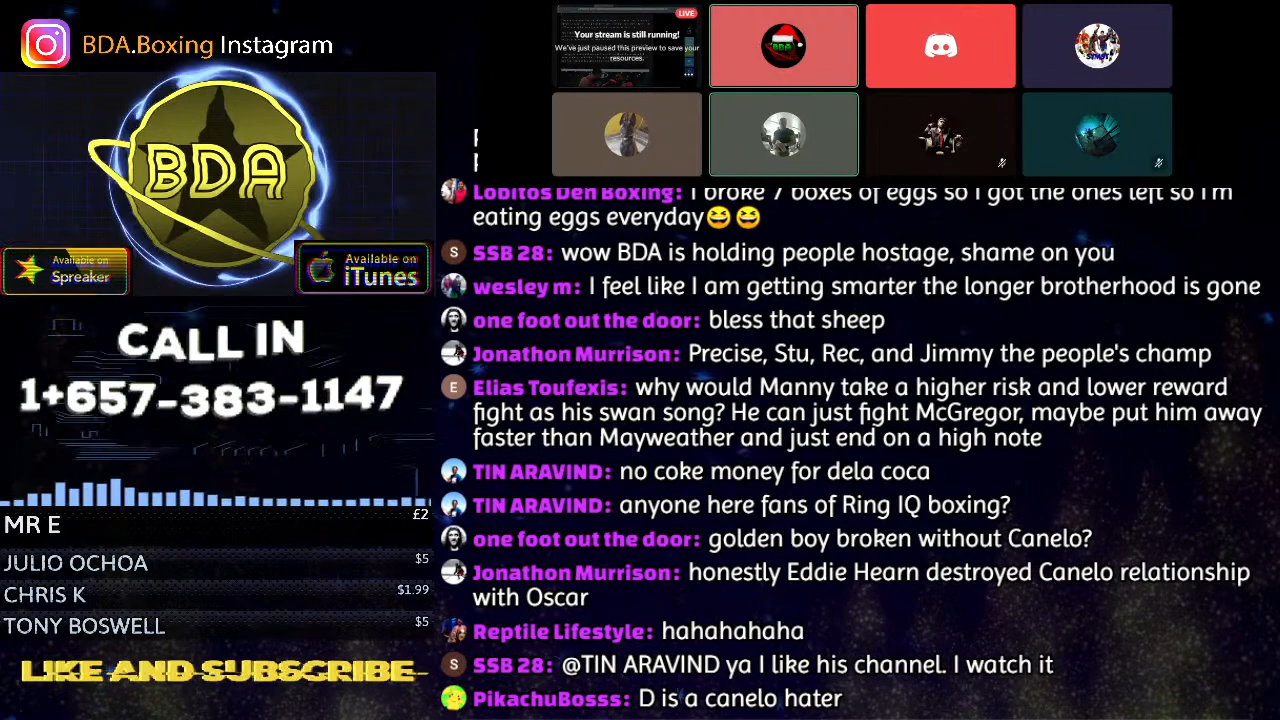 BDA.Boxing Instagram
BDA
Available on
Spreaker
Available on
iTunes
CALL IN
1+657-383-1147
MR E £2
JULIO OCHOA $5
CHRIS K $1.99
TONY BOSWELL $5
LIKE AND SUBSCRIBE
LIVE
Your stream is still running!
We've just paused this preview to save your
resources.
BDA
Lobitos Den Boxing: I broke 7 boxes of eggs so I got the ones left so I'm
eating eggs everyday😆😆
S SSB 28: wow BDA is holding people hostage, shame on you
wesley m: I feel like I am getting smarter the longer brotherhood is gone
one foot out the door: bless that sheep
Jonathon Murrison: Precise, Stu, Rec, and Jimmy the people's champ
E Elias Toufexis: why would Manny take a higher risk and lower reward
fight as his swan song? He can just fight McGregor, maybe put him away
faster than Mayweather and just end on a high note
TIN ARAVIND: no coke money for dela coca
TIN ARAVIND: anyone here fans of Ring IQ boxing?
one foot out the door: golden boy broken without Canelo?
Jonathon Murrison: honestly Eddie Hearn destroyed Canelo relationship
with Oscar
Reptile Lifestyle: hahahahaha
S SSB 28: @TIN ARAVIND ya I like his channel. I watch it
PikachuBosss: D is a canelo hater